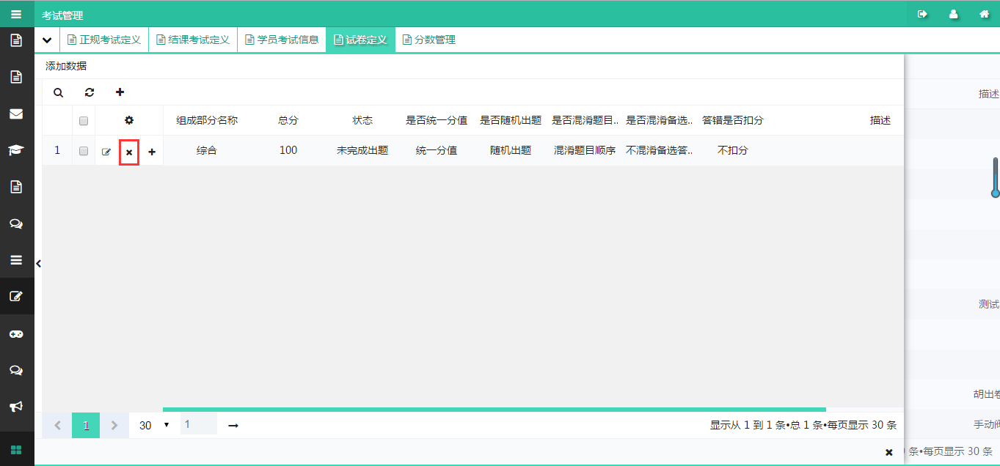 考试管理
正规考试定义 结课考试定义 学员考试信息 试卷定义 分数管理
添加数据
描述
组成部分名称 总分 状态 是否统一分值 是否随机出题 是否混淆题目.. 是否混淆备选.. 答错是否扣分 描述
1 综合 100 未完成出题 统一分值 随机出题 混淆题目顺序 不混淆备选答.. 不扣分
测试
胡出卷
手动阅
1 30 1 显示从 1 到 1 条•总 1 条•每页显示 30 条
条•每页显示 30 条